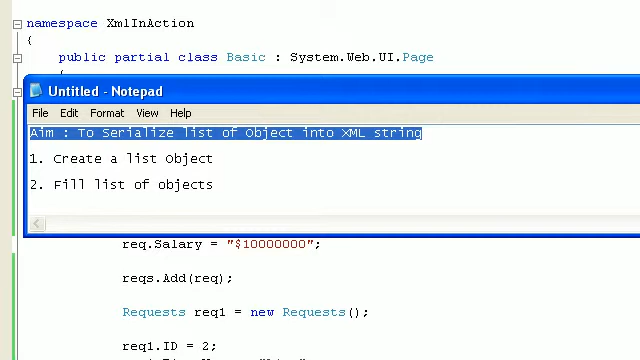 namespace XmlInAction
{
public partial class Basic : System.Web.UI.Page
{
Untitled - Notepad
File Edit Format View Help
Aim : To Serialize list of Object into XML string
1. Create a list Object
2. Fill list of objects
req.Salary = "$10000000";
reqs.Add(req);
Requests req1 = new Requests();
req1.ID = 2;